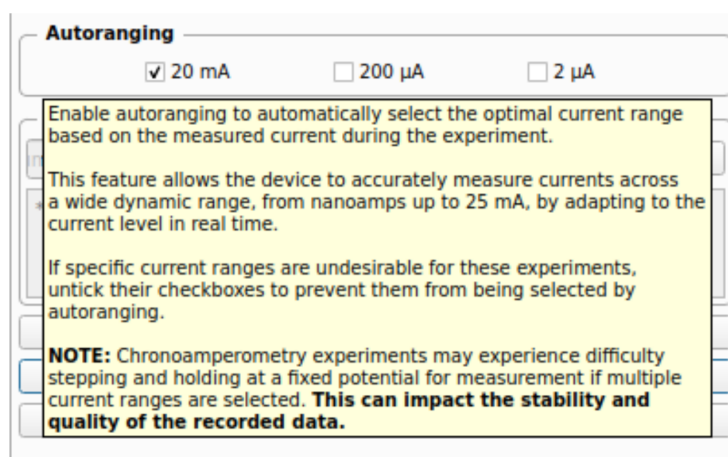 Autoranging
20 mA 200 µA 2 µA
Enable autoranging to automatically select the optimal current range
based on the measured current during the experiment.
This feature allows the device to accurately measure currents across
a wide dynamic range, from nanoamps up to 25 mA, by adapting to the
current level in real time.
If specific current ranges are undesirable for these experiments,
untick their checkboxes to prevent them from being selected by
autoranging.
NOTE: Chronoamperometry experiments may experience difficulty
stepping and holding at a fixed potential for measurement if multiple
current ranges are selected. This can impact the stability and
quality of the recorded data.